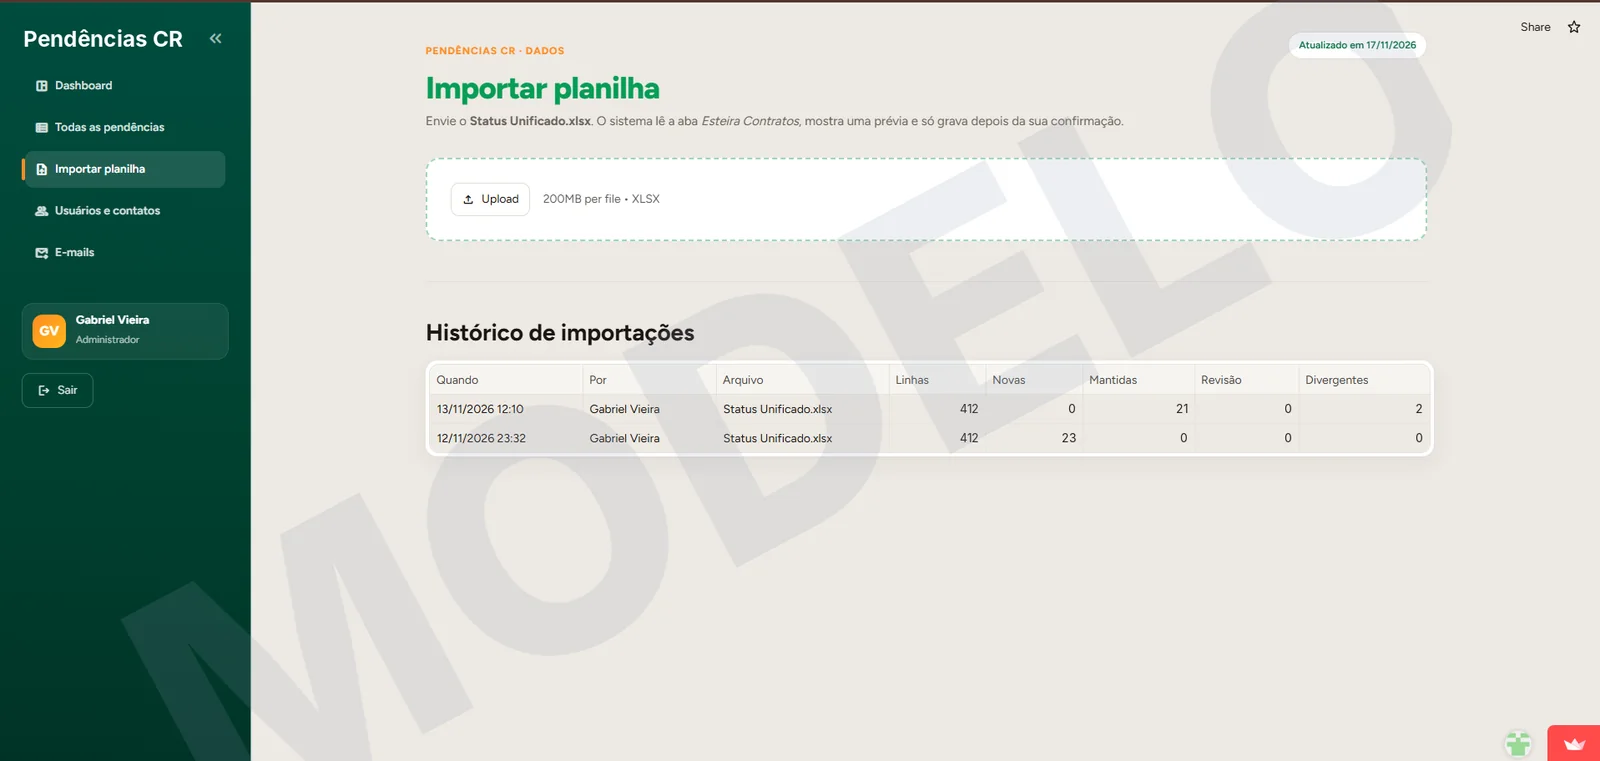 Pendências CR
Dashboard
Todas as pendências
Importar planilha
Usuários e contatos
E-mails
GV
Gabriel Vieira
Administrador
Sair
Share
Atualizado em 17/11/2026
PENDÊNCIAS CR · DADOS
Importar planilha
Envie o Status Unificado.xlsx. O sistema lê a aba Esteira Contratos, mostra uma prévia e só grava depois da sua confirmação.
Upload 200MB per file • XLSX
Histórico de importações
Quando Por Arquivo Linhas Novas Mantidas Revisão Divergentes
13/11/2026 12:10 Gabriel Vieira Status Unificado.xlsx 412 0 21 0 2
12/11/2026 23:32 Gabriel Vieira Status Unificado.xlsx 412 23 0 0 0
MODELO